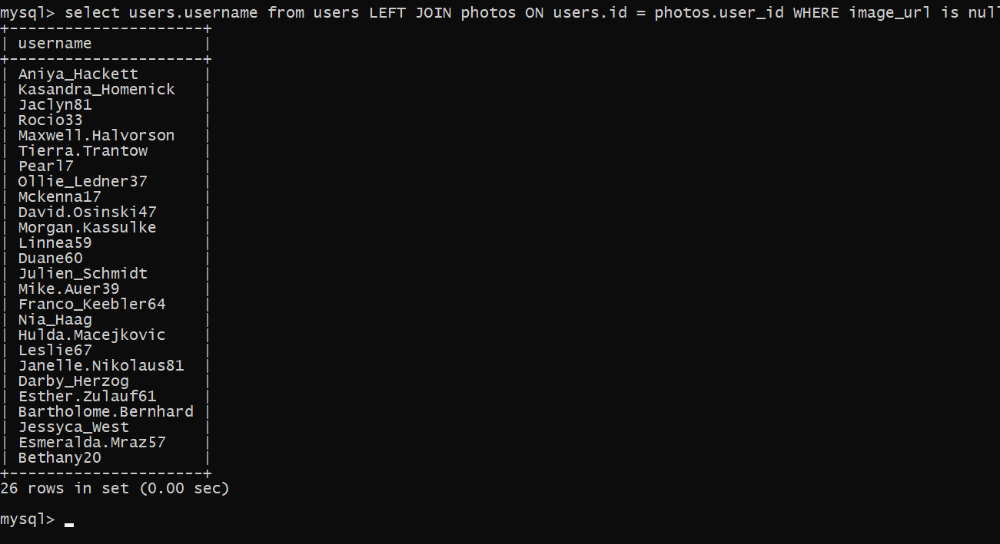 mysql> select users.username from users LEFT JOIN photos ON users.id = photos.user_id WHERE image_url is null
+---------------------+
| username            |
+---------------------+
| Aniya_Hackett       |
| Kasandra_Homenick   |
| Jaclyn81            |
| Rocio33             |
| Maxwell.Halvorson   |
| Tierra.Trantow      |
| Pearl7              |
| Ollie_Ledner37      |
| Mckenna17           |
| David.Osinski47     |
| Morgan.Kassulke     |
| Linnea59            |
| Duane60             |
| Julien_Schmidt      |
| Mike.Auer39         |
| Franco_Keebler64    |
| Nia_Haag            |
| Hulda.Macejkovic    |
| Leslie67            |
| Janelle.Nikolaus81  |
| Darby_Herzog        |
| Esther.Zulauf61     |
| Bartholome.Bernhard |
| Jessyca_West        |
| Esmeralda.Mraz57    |
| Bethany20           |
+---------------------+
26 rows in set (0.00 sec)
mysql> _